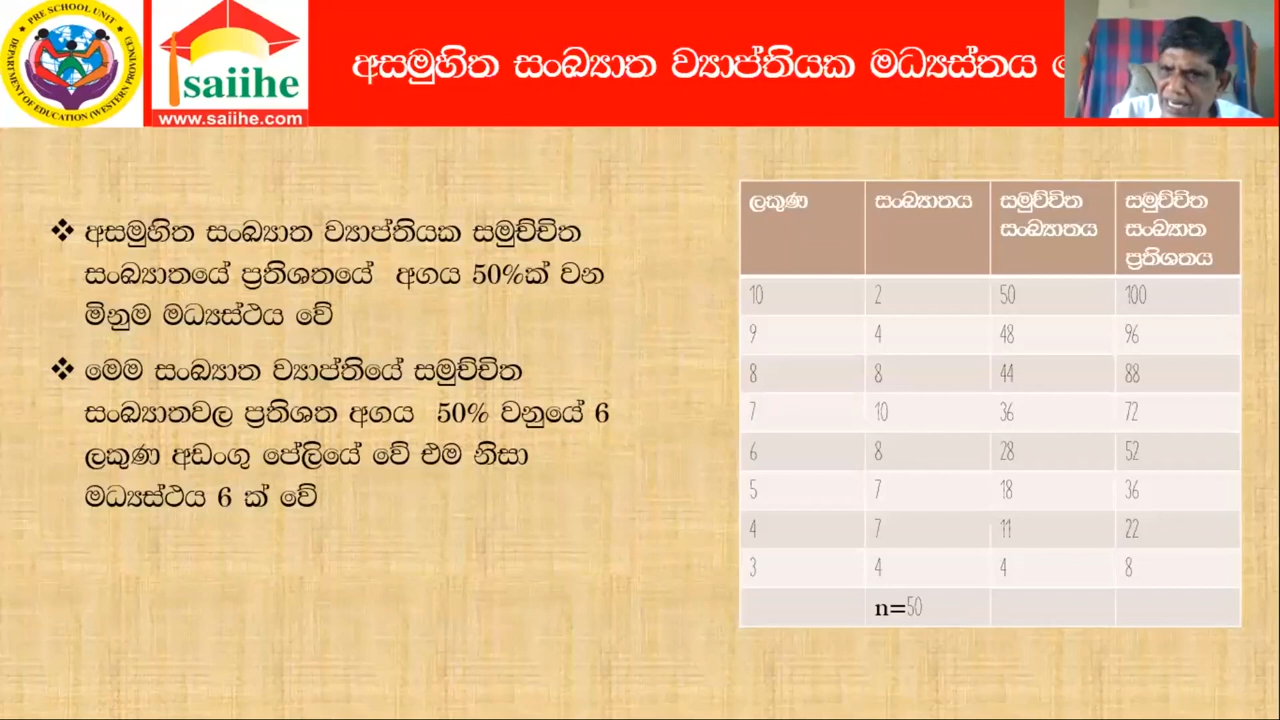 PRE SCHOOL UNIT
DEPARTMENT OF EDUCATION (WESTERN PROVINCE)
saiihe
www.saiihe.com
අසමුහිත සංඛ්‍යාත ව්‍යාප්තියක මධ්‍යස්තය
❖ අසමුහිත සංඛ්‍යාත ව්‍යාප්තියක සමුච්චිත
සංඛ්‍යාතයේ ප්‍රතිශතයේ අගය 50%ක් වන
මිනුම මධ්‍යස්ථය වේ
❖ මෙම සංඛ්‍යාත ව්‍යාප්තියේ සමුච්චිත
සංඛ්‍යාතවල ප්‍රතිශත අගය 50% වනුයේ 6
ලකුණ අඩංගු පේලියේ වේ එම නිසා
මධ්‍යස්ථය 6 ක් වේ
ලකුණ සංඛ්‍යාතය සමුච්චිත සංඛ්‍යාතය සමුච්චිත සංඛ්‍යාත ප්‍රතිශතය
10 2 50 100
9 4 48 96
8 8 44 88
7 10 36 72
6 8 28 52
5 7 18 36
4 7 11 22
3 4 4 8
n=50